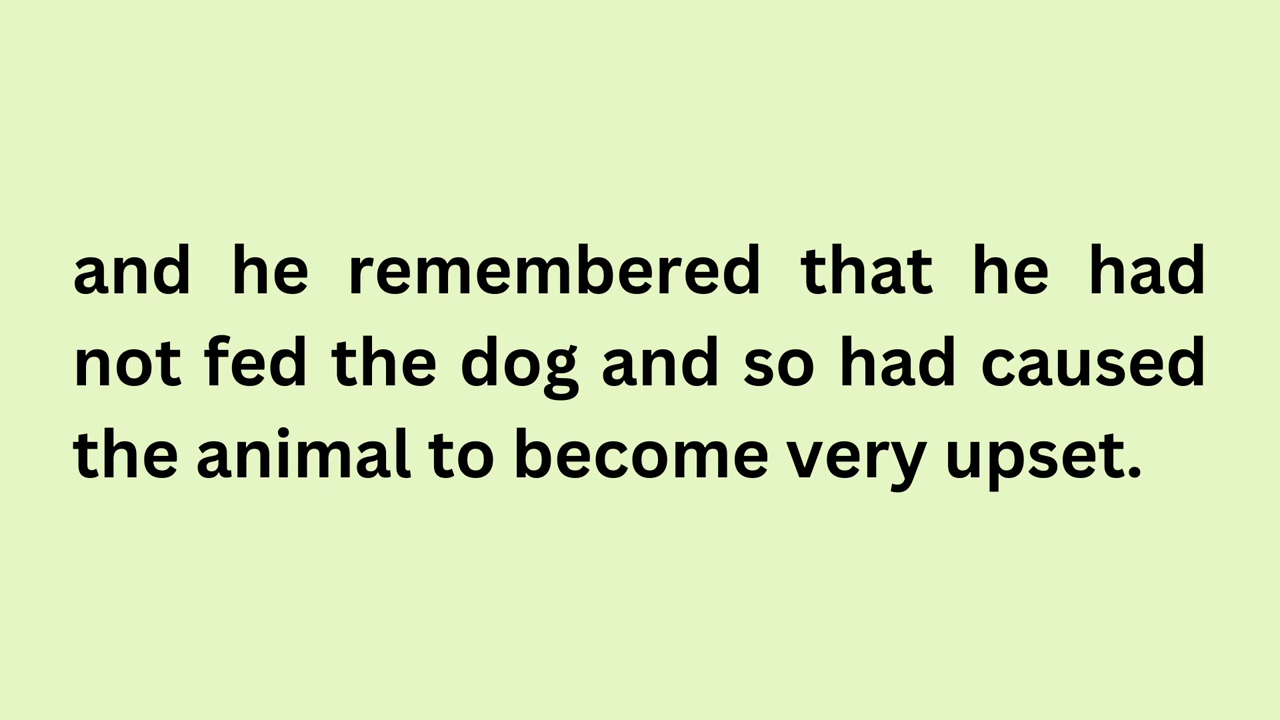 and he remembered that he had
not fed the dog and so had caused
the animal to become very upset.